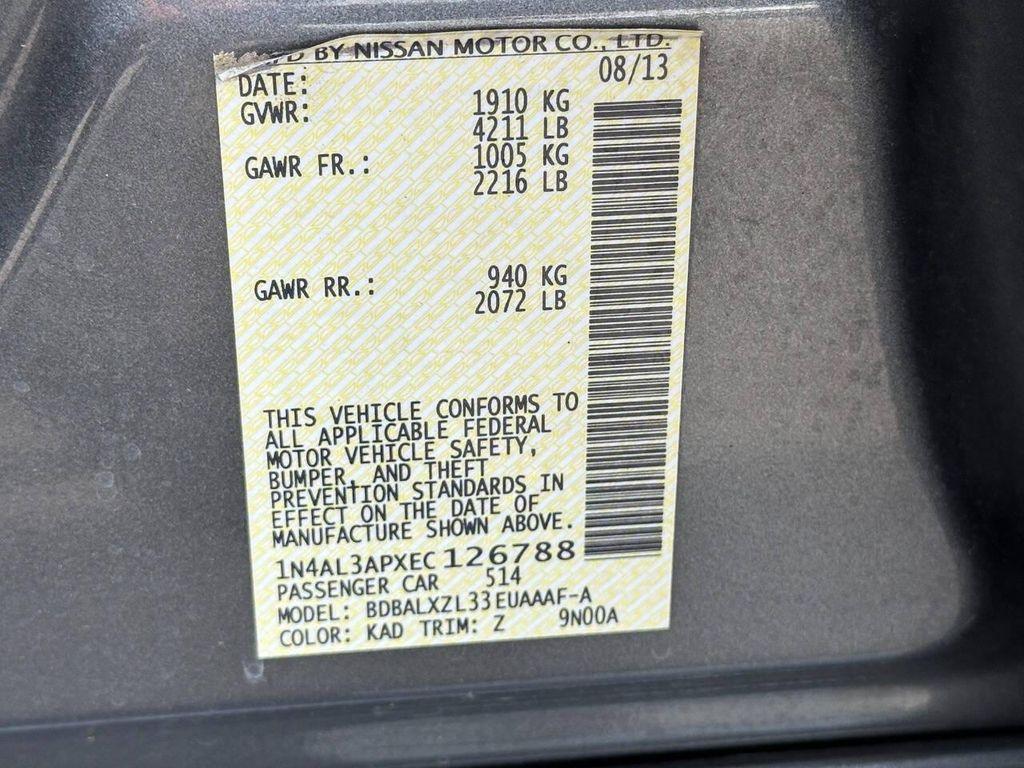 BY NISSAN MOTOR CO., LTD.
DATE: 08/13
GVWR: 1910 KG
4211 LB
GAWR FR.: 1005 KG
2216 LB
GAWR RR.: 940 KG
2072 LB
THIS VEHICLE CONFORMS TO
ALL APPLICABLE FEDERAL
MOTOR VEHICLE SAFETY,
BUMPER, AND THEFT
PREVENTION STANDARDS IN
EFFECT ON THE DATE OF
MANUFACTURE SHOWN ABOVE.
1N4AL3APXEC 126788
PASSENGER CAR 514
MODEL: BDBALXZL33EUAAAF-A
COLOR: KAD TRIM: Z 9N00A